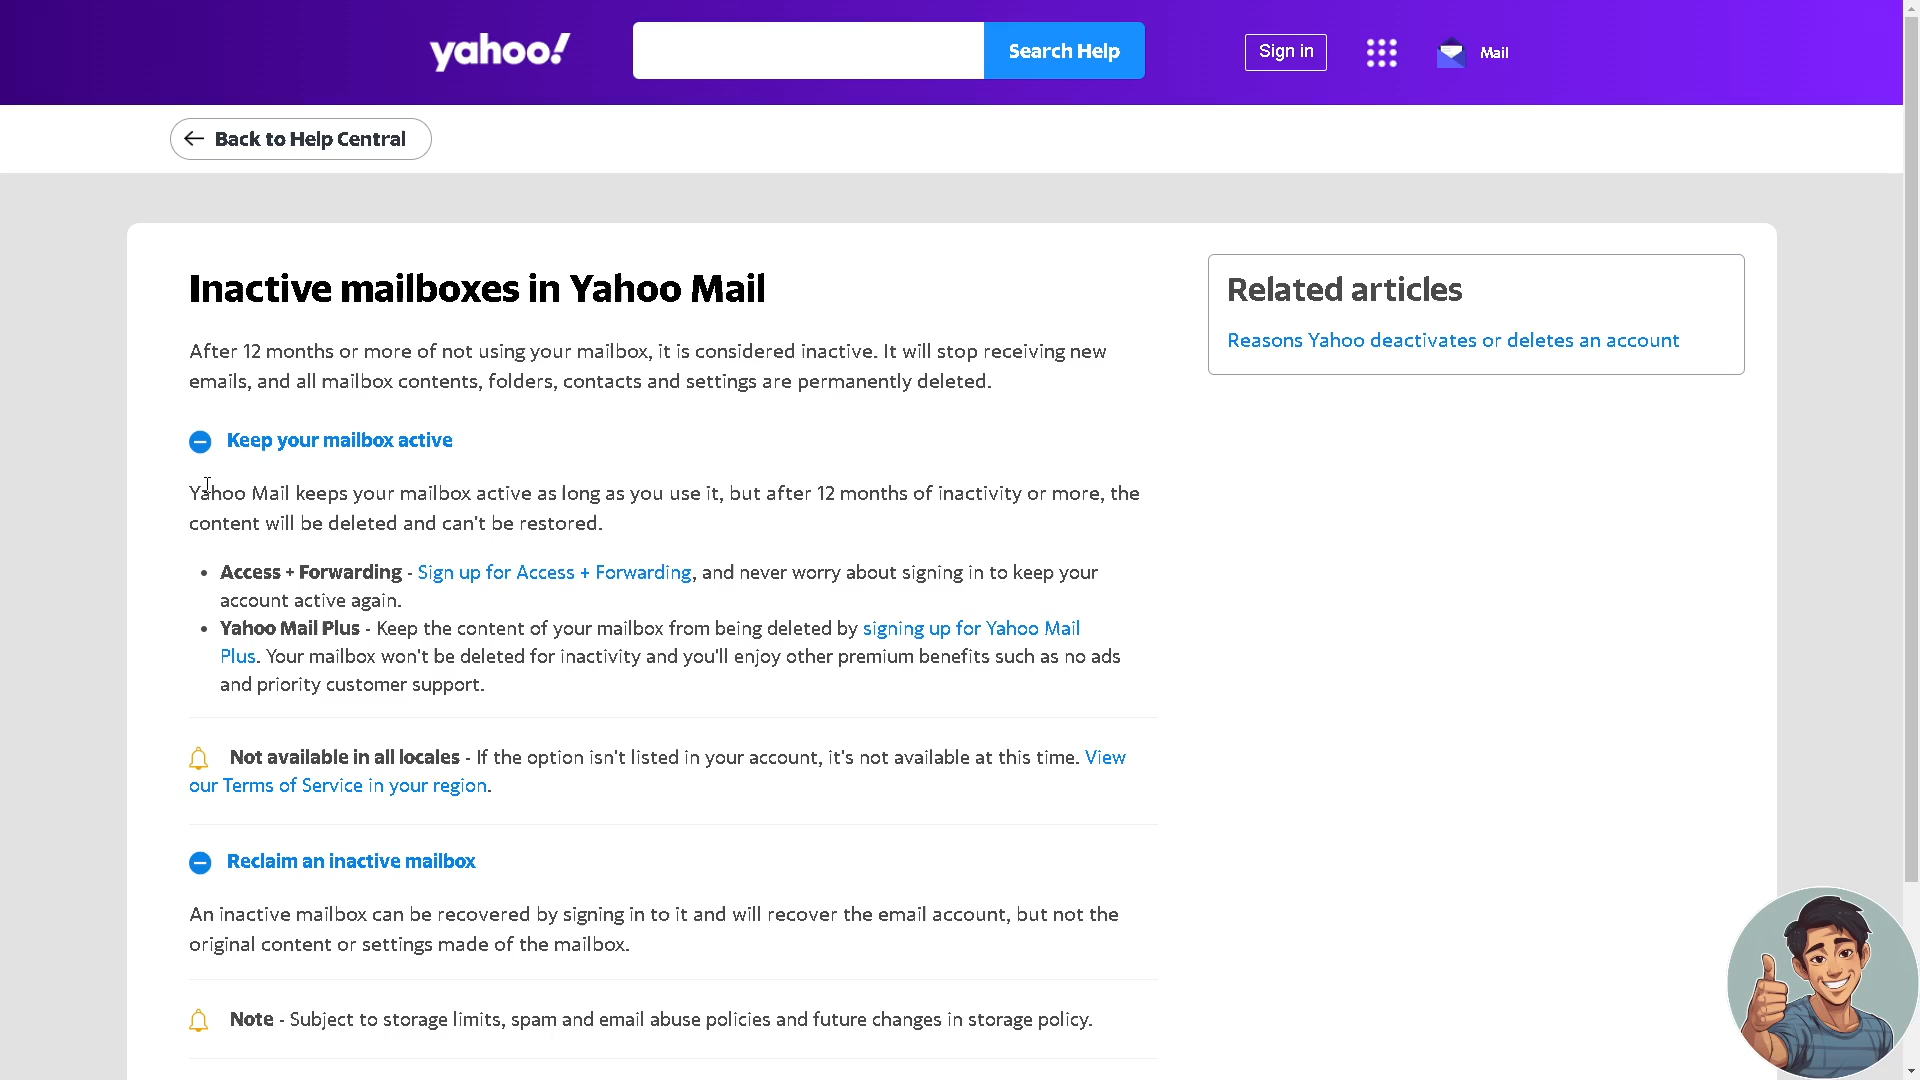 yahoo!
Search Help
Sign in
Mail
Back to Help Central
Inactive mailboxes in Yahoo Mail
After 12 months or more of not using your mailbox, it is considered inactive. It will stop receiving new
emails, and all mailbox contents, folders, contacts and settings are permanently deleted.
Keep your mailbox active
Yahoo Mail keeps your mailbox active as long as you use it, but after 12 months of inactivity or more, the
content will be deleted and can't be restored.
• Access + Forwarding - Sign up for Access + Forwarding, and never worry about signing in to keep your
account active again.
• Yahoo Mail Plus - Keep the content of your mailbox from being deleted by signing up for Yahoo Mail
Plus. Your mailbox won't be deleted for inactivity and you'll enjoy other premium benefits such as no ads
and priority customer support.
Not available in all locales - If the option isn't listed in your account, it's not available at this time. View
our Terms of Service in your region.
Reclaim an inactive mailbox
An inactive mailbox can be recovered by signing in to it and will recover the email account, but not the
original content or settings made of the mailbox.
Note - Subject to storage limits, spam and email abuse policies and future changes in storage policy.
Related articles
Reasons Yahoo deactivates or deletes an account